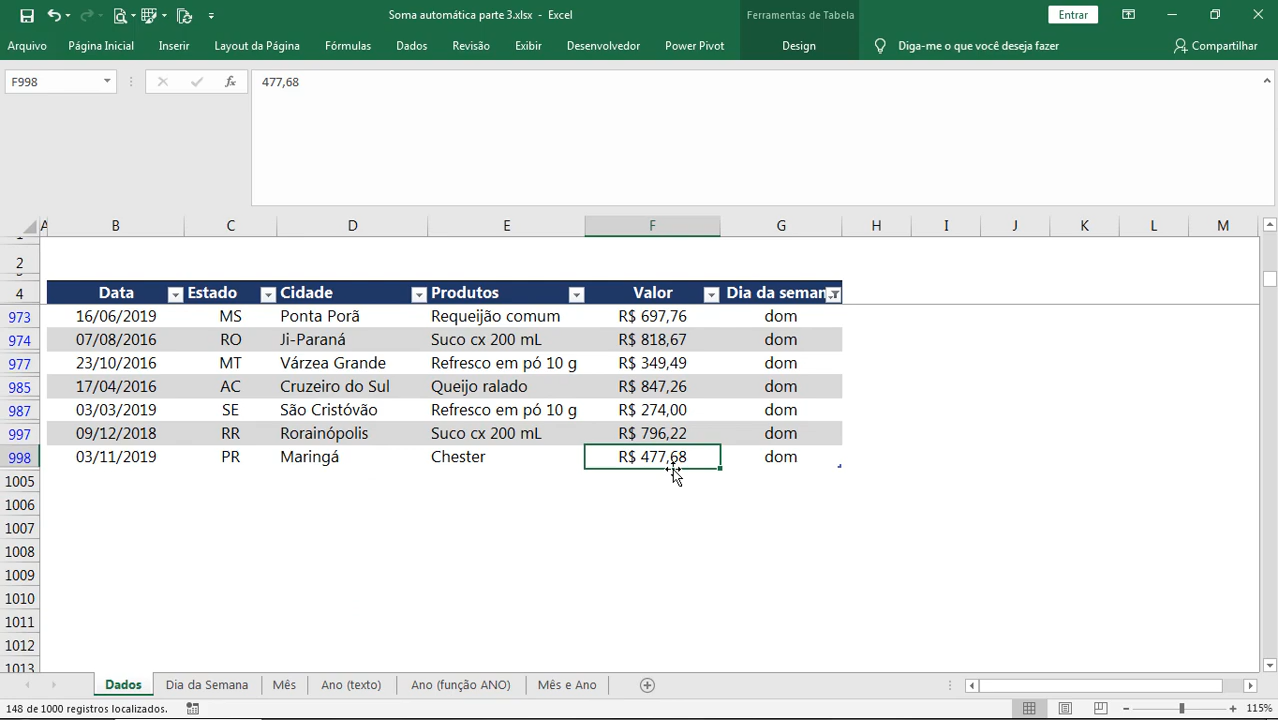 Soma automática parte 3.xlsx - Excel
Ferramentas de Tabela
Entrar
Arquivo Página Inicial Inserir Layout da Página Fórmulas Dados Revisão Exibir Desenvolvedor Power Pivot Design Diga-me o que você deseja fazer Compartilhar
F998 fx 477,68
A B C D E F G H I J K L M
2
4 Data Estado Cidade Produtos Valor Dia da seman
973 16/06/2019 MS Ponta Porã Requeijão comum R$ 697,76 dom
974 07/08/2016 RO Ji-Paraná Suco cx 200 mL R$ 818,67 dom
977 23/10/2016 MT Várzea Grande Refresco em pó 10 g R$ 349,49 dom
985 17/04/2016 AC Cruzeiro do Sul Queijo ralado R$ 847,26 dom
987 03/03/2019 SE São Cristóvão Refresco em pó 10 g R$ 274,00 dom
997 09/12/2018 RR Rorainópolis Suco cx 200 mL R$ 796,22 dom
998 03/11/2019 PR Maringá Chester R$ 477,68 dom
1005
1006
1007
1008
1009
1010
1011
1012
1013
Dados Dia da Semana Mês Ano (texto) Ano (função ANO) Mês e Ano
148 de 1000 registros localizados. 115%